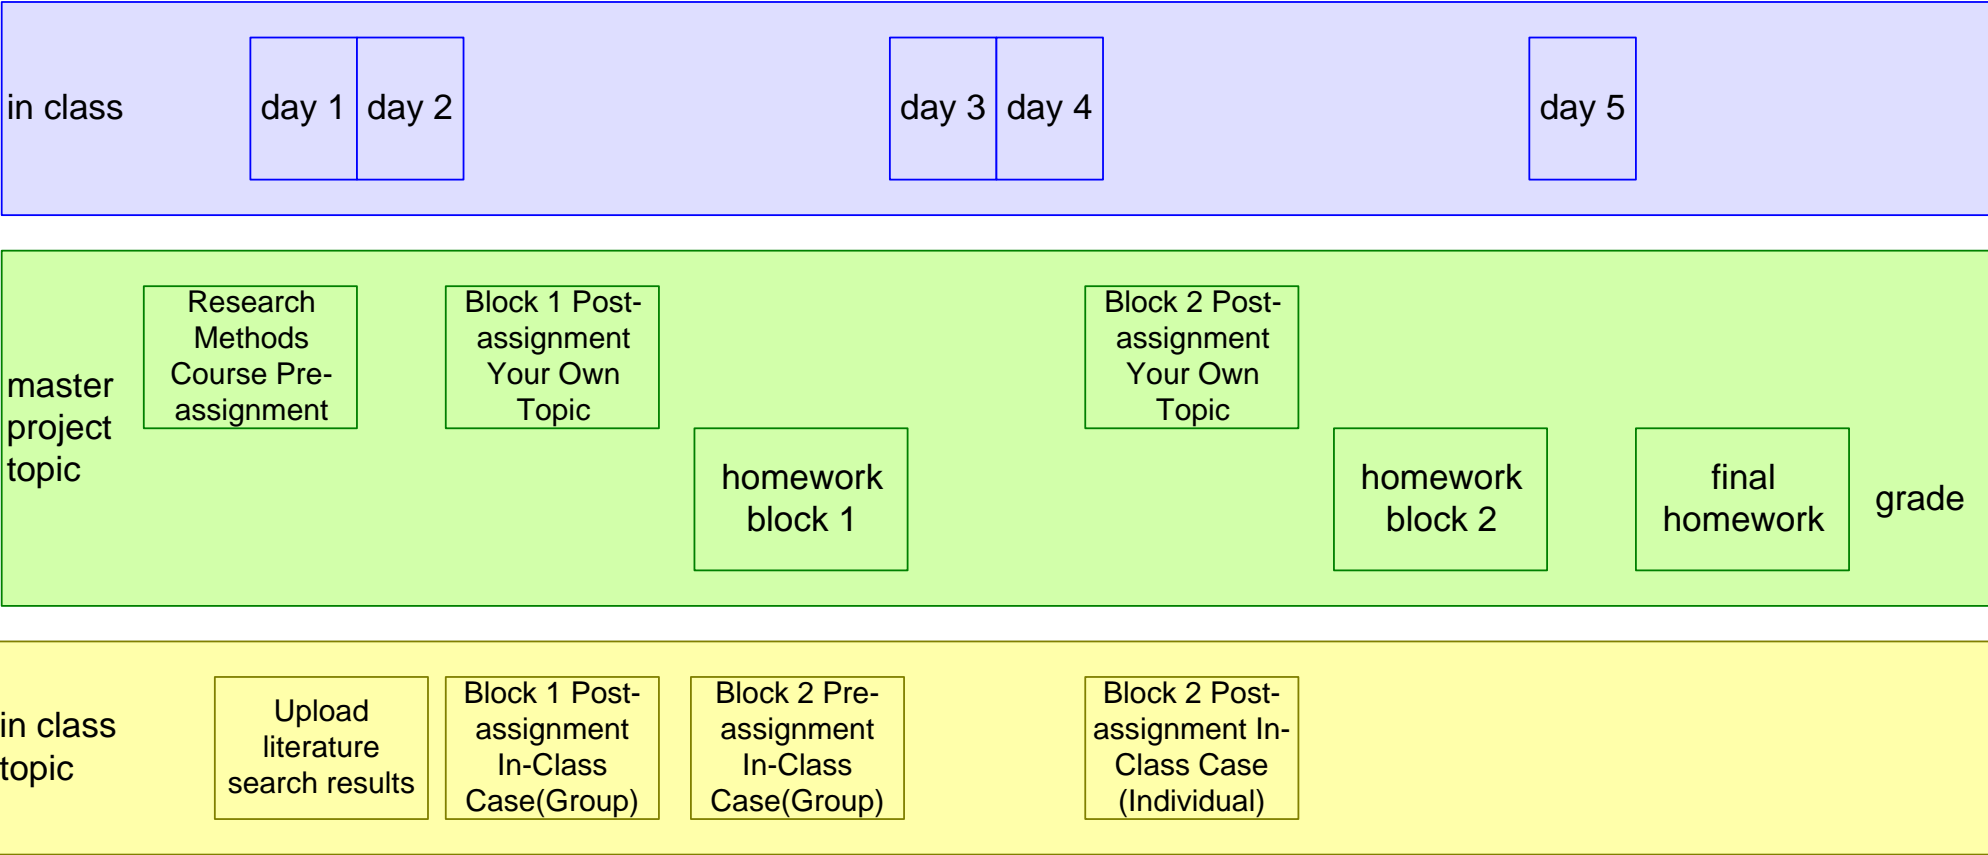 in class
day 1
day 2
day 3
day 4
day 5
master
project
topic
Research
Methods
Course Pre-
assignment
Block 1 Post-
assignment
Your Own
Topic
homework
block 1
Block 2 Post-
assignment
Your Own
Topic
homework
block 2
final
homework
grade
in class
topic
Upload
literature
search results
Block 1 Post-
assignment
In-Class
Case(Group)
Block 2 Pre-
assignment
In-Class
Case(Group)
Block 2 Post-
assignment In-
Class Case
(Individual)